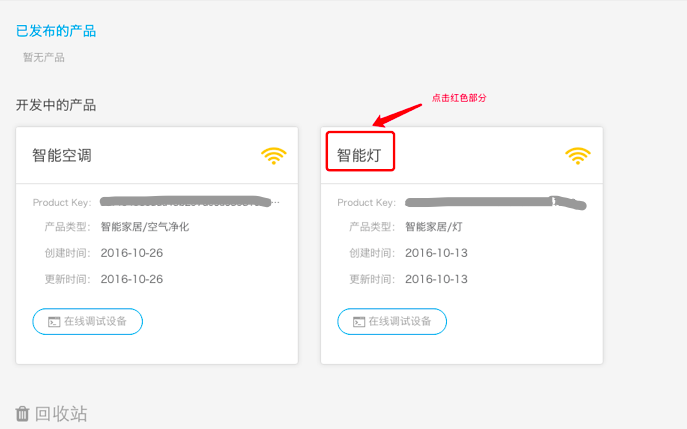 已发布的产品
暂无产品
点击红色部分
开发中的产品
智能空调
智能灯
Product Key:
产品类型: 智能家居/空气净化
创建时间: 2016-10-26
更新时间: 2016-10-26
在线调试设备
Product Key:
产品类型: 智能家居/灯
创建时间: 2016-10-13
更新时间: 2016-10-13
在线调试设备
回收站